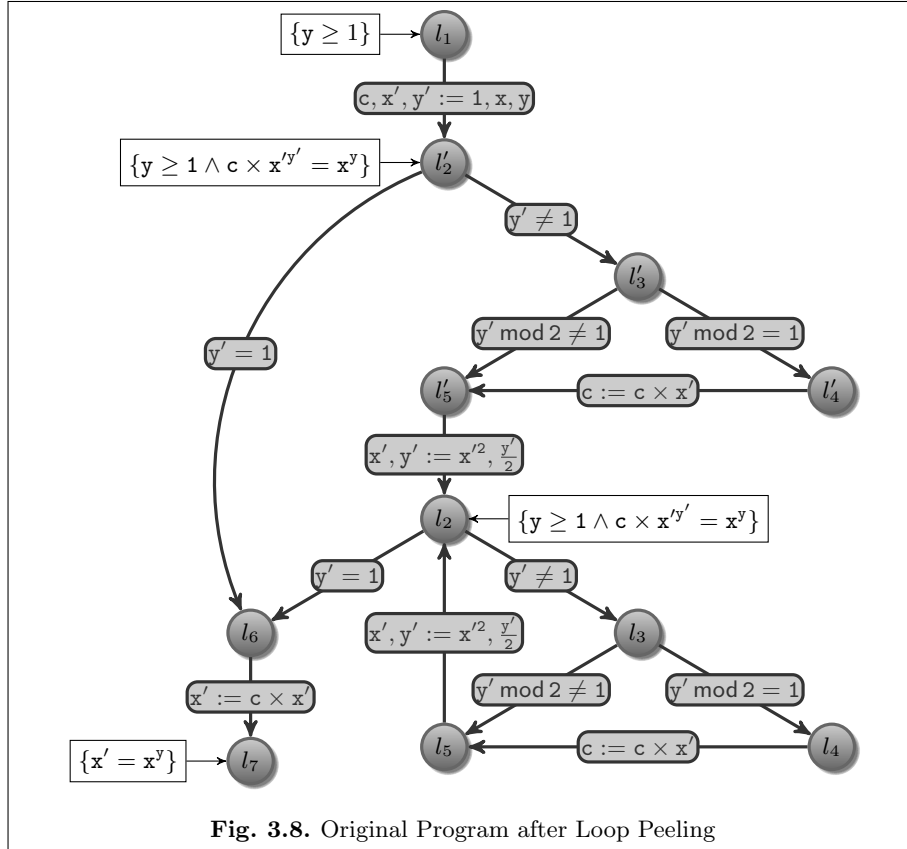 {y ≥ 1}
l₁
c, x′, y′ := 1, x, y
{y ≥ 1 ∧ c × x′^y′ = x^y}
l′₂
y′ ≠ 1
l′₃
y′ = 1
y′ mod 2 ≠ 1
y′ mod 2 = 1
l′₅
c := c × x′
l′₄
x′, y′ := x′², y′/2
l₂
{y ≥ 1 ∧ c × x′^y′ = x^y}
y′ = 1
y′ ≠ 1
x′, y′ := x′², y′/2
l₆
l₃
x′ := c × x′
y′ mod 2 ≠ 1
y′ mod 2 = 1
{x′ = x^y}
l₇
l₅
c := c × x′
l₄
Fig. 3.8. Original Program after Loop Peeling